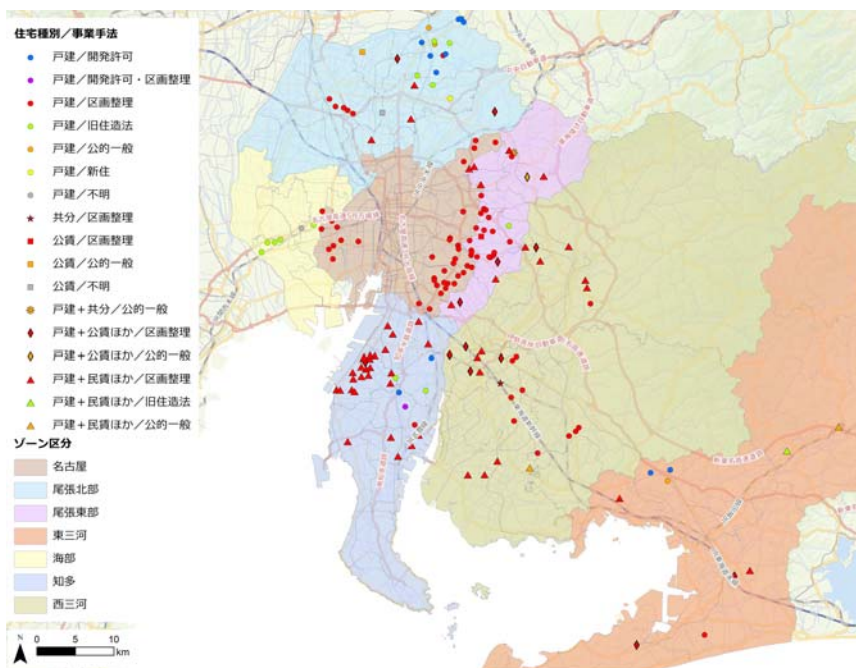 住宅種別／事業手法
戸建／開発許可
戸建／開発許可・区画整理
戸建／区画整理
戸建／旧住造法
戸建／公的一般
戸建／新住
戸建／不明
共分／区画整理
公賃／区画整理
公賃／公的一般
公賃／不明
戸建＋共分／公的一般
戸建＋公賃ほか／区画整理
戸建＋公賃ほか／公的一般
戸建＋民賃ほか／区画整理
戸建＋民賃ほか／旧住造法
戸建＋民賃ほか／公的一般
ゾーン区分
名古屋
尾張北部
尾張東部
東三河
海部
知多
西三河
N
0 5 10
km
東海道新幹線